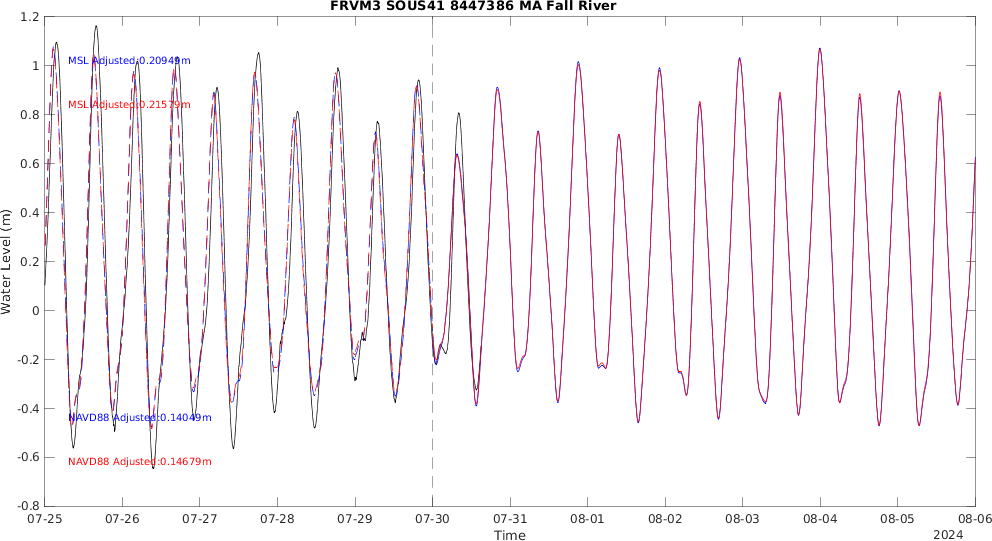 FRVM3 SOUS41 8447386 MA Fall River
1.2
1
0.8
0.6
0.4
0.2
0
-0.2
-0.4
-0.6
-0.8
Water Level (m)
MSL Adjusted:0.20949m
MSL Adjusted:0.21579m
NAVD88 Adjusted:0.14049m
NAVD88 Adjusted:0.14679m
07-25 07-26 07-27 07-28 07-29 07-30 07-31 08-01 08-02 08-03 08-04 08-05 08-06
Time
2024